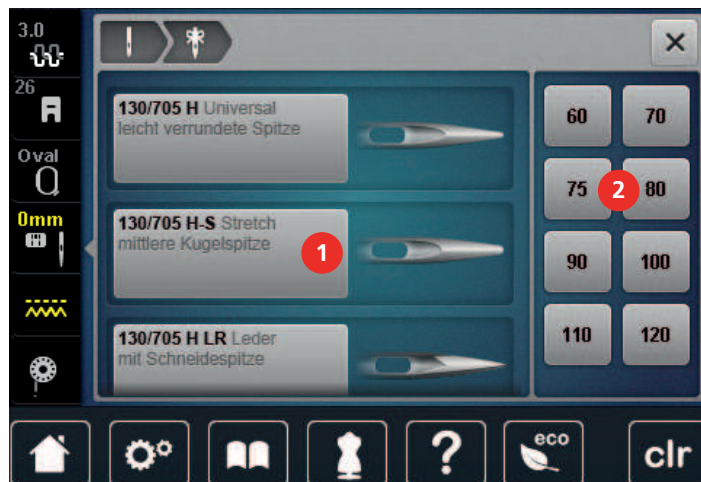 3.0
26
Oval
0mm
130/705 H Universal
leicht verrundete Spitze
130/705 H-S Stretch
mittlere Kugelspitze
1
130/705 H LR Leder
mit Schneidespitze
60 70
75 2 80
90 100
110 120
? eco clr